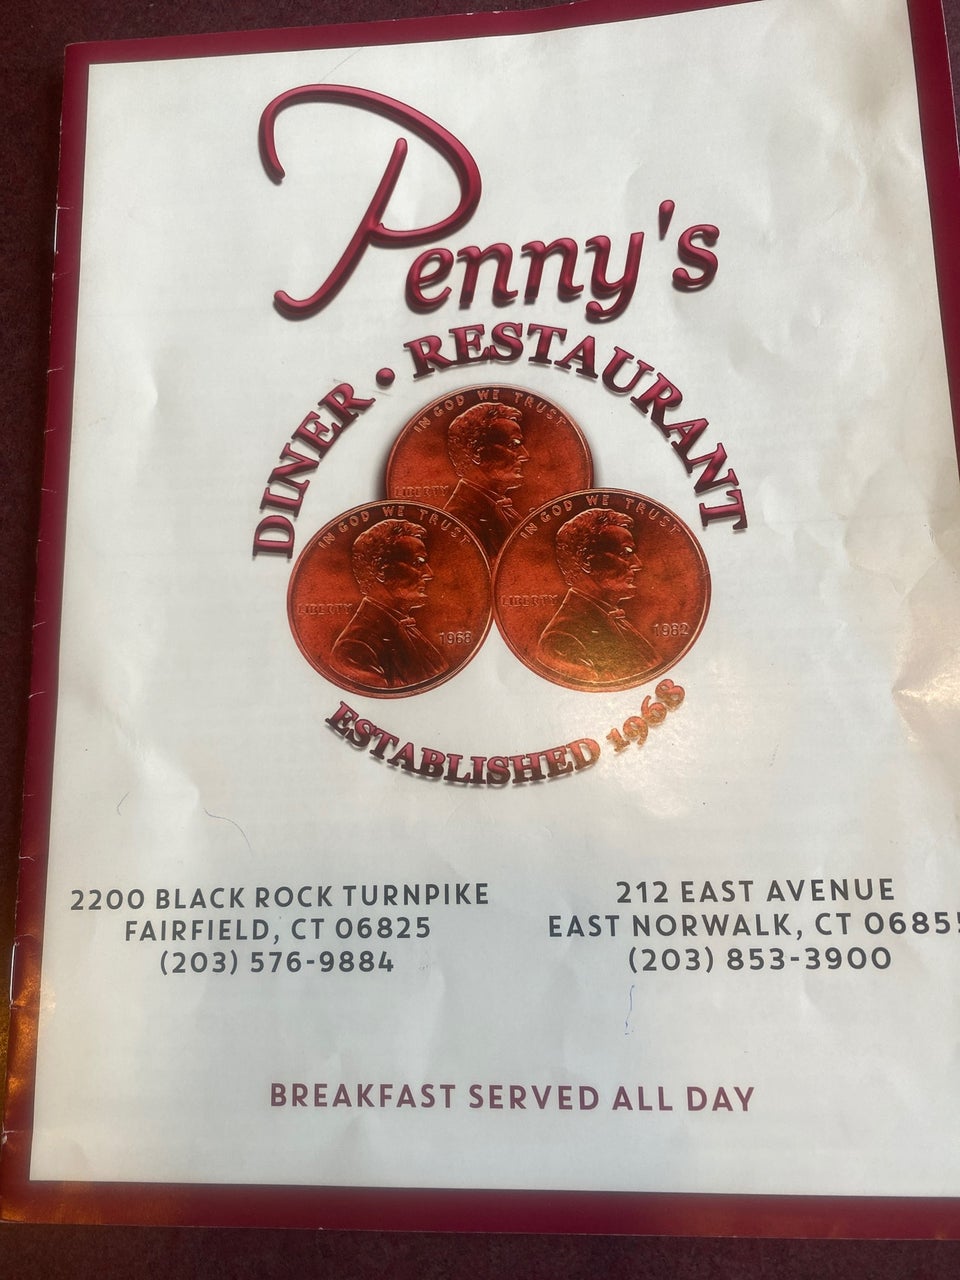 Penny's
DINER • RESTAURANT
IN GOD WE TRUST
LIBERTY
IN GOD WE TRUST
LIBERTY
1968
IN GOD WE TRUST
LIBERTY
1982
ESTABLISHED 1968
2200 BLACK ROCK TURNPIKE
FAIRFIELD, CT 06825
(203) 576-9884
212 EAST AVENUE
EAST NORWALK, CT 06855
(203) 853-3900
BREAKFAST SERVED ALL DAY